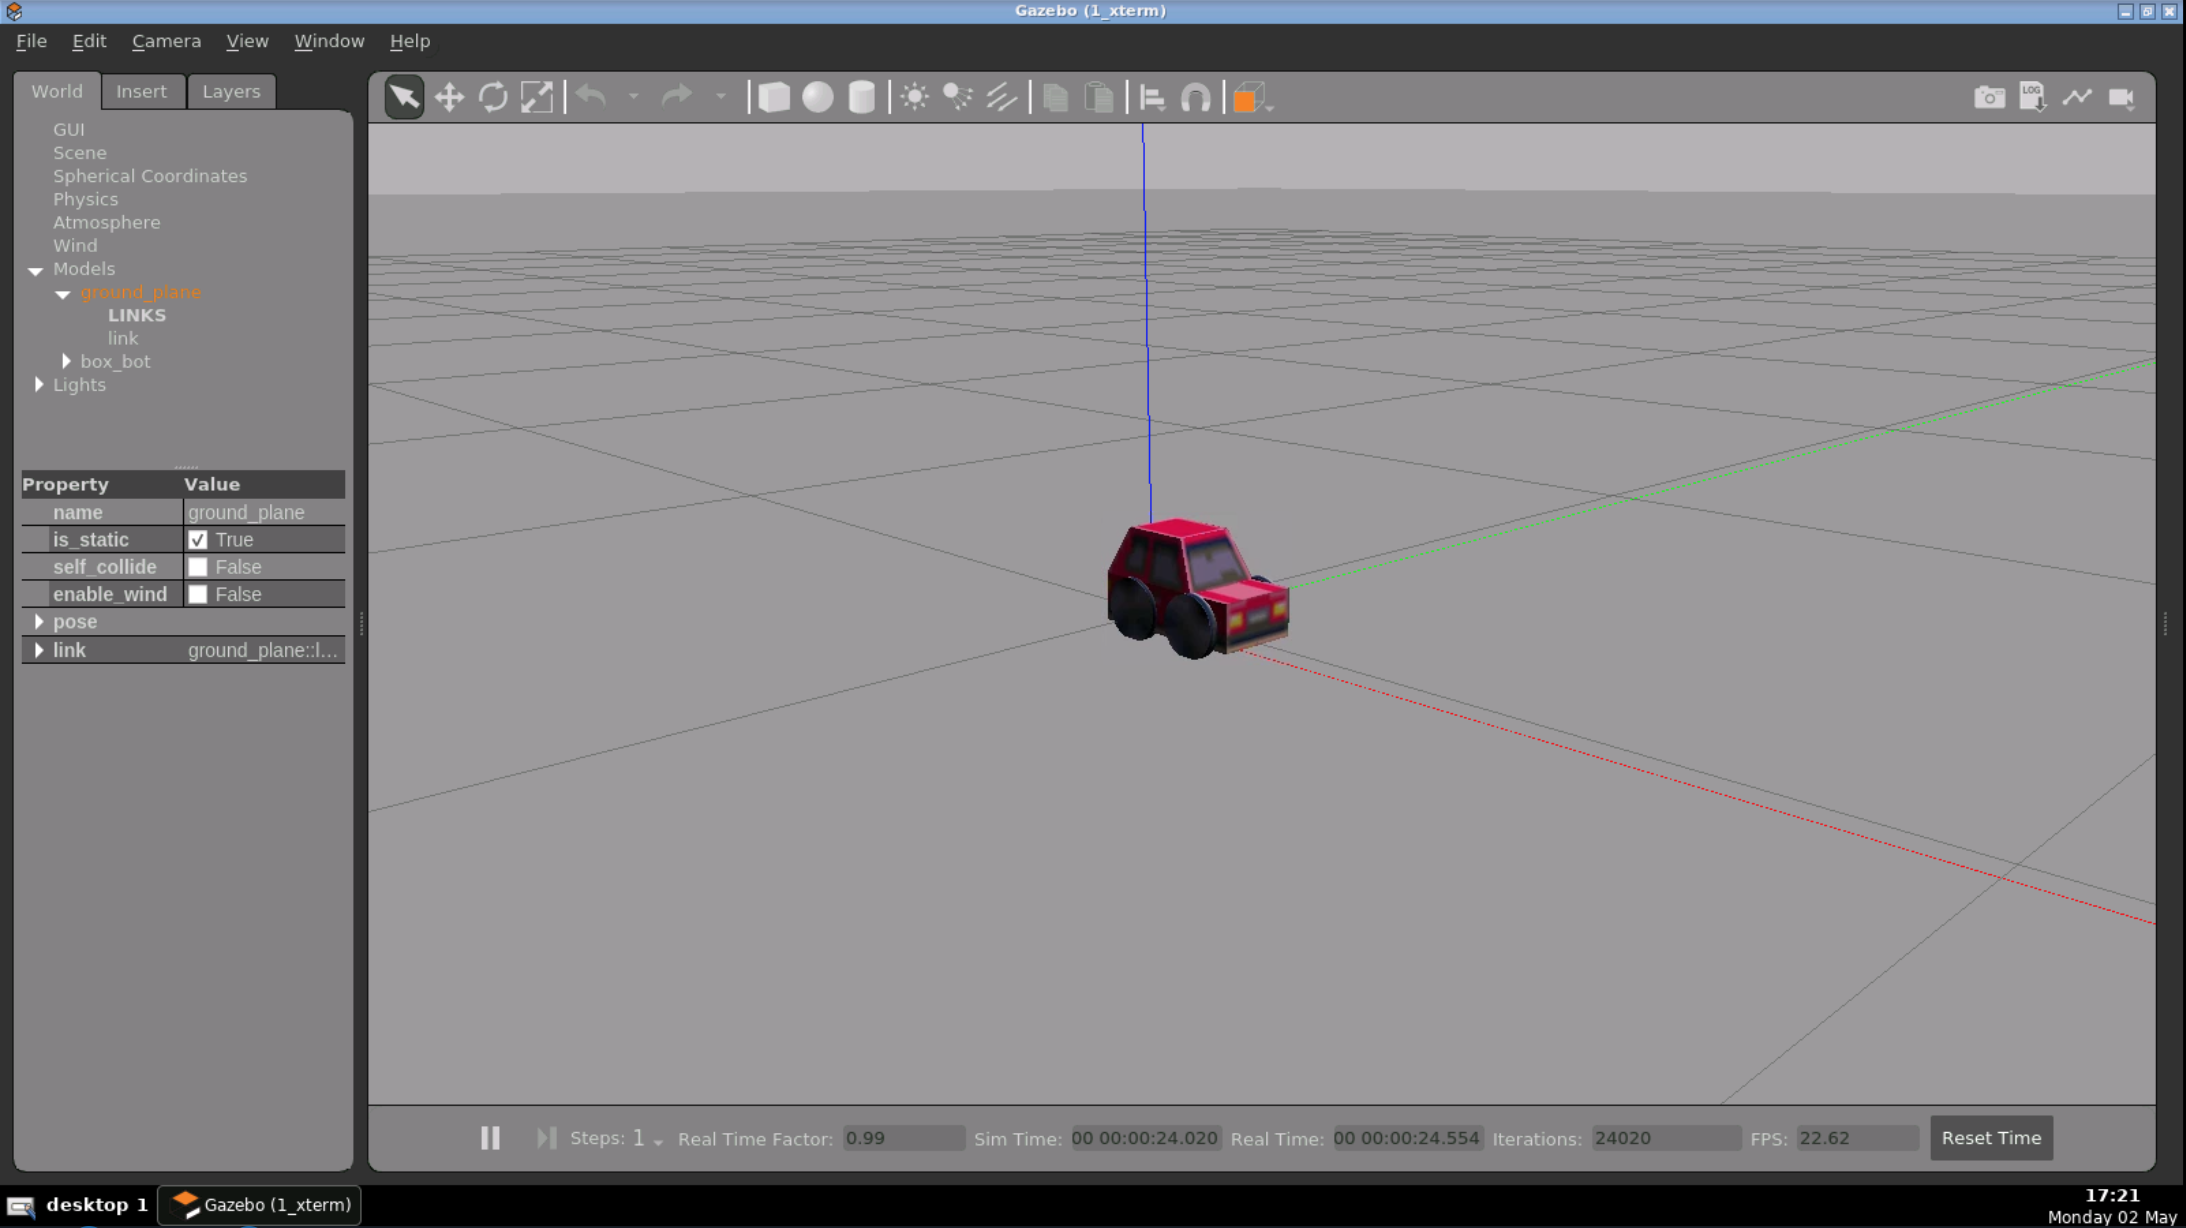 Gazebo (1_xterm)
File Edit Camera View Window Help
World Insert Layers
LOG
GUI
Scene
Spherical Coordinates
Physics
Atmosphere
Wind
Models
ground_plane
LINKS
link
box_bot
Lights
Property Value
name ground_plane
is_static True
self_collide False
enable_wind False
pose
link ground_plane::l...
Steps: 1 Real Time Factor: 0.99 Sim Time: 00 00:00:24.020 Real Time: 00 00:00:24.554 Iterations: 24020 FPS: 22.62 Reset Time
desktop 1 Gazebo (1_xterm) 17:21
Monday 02 May